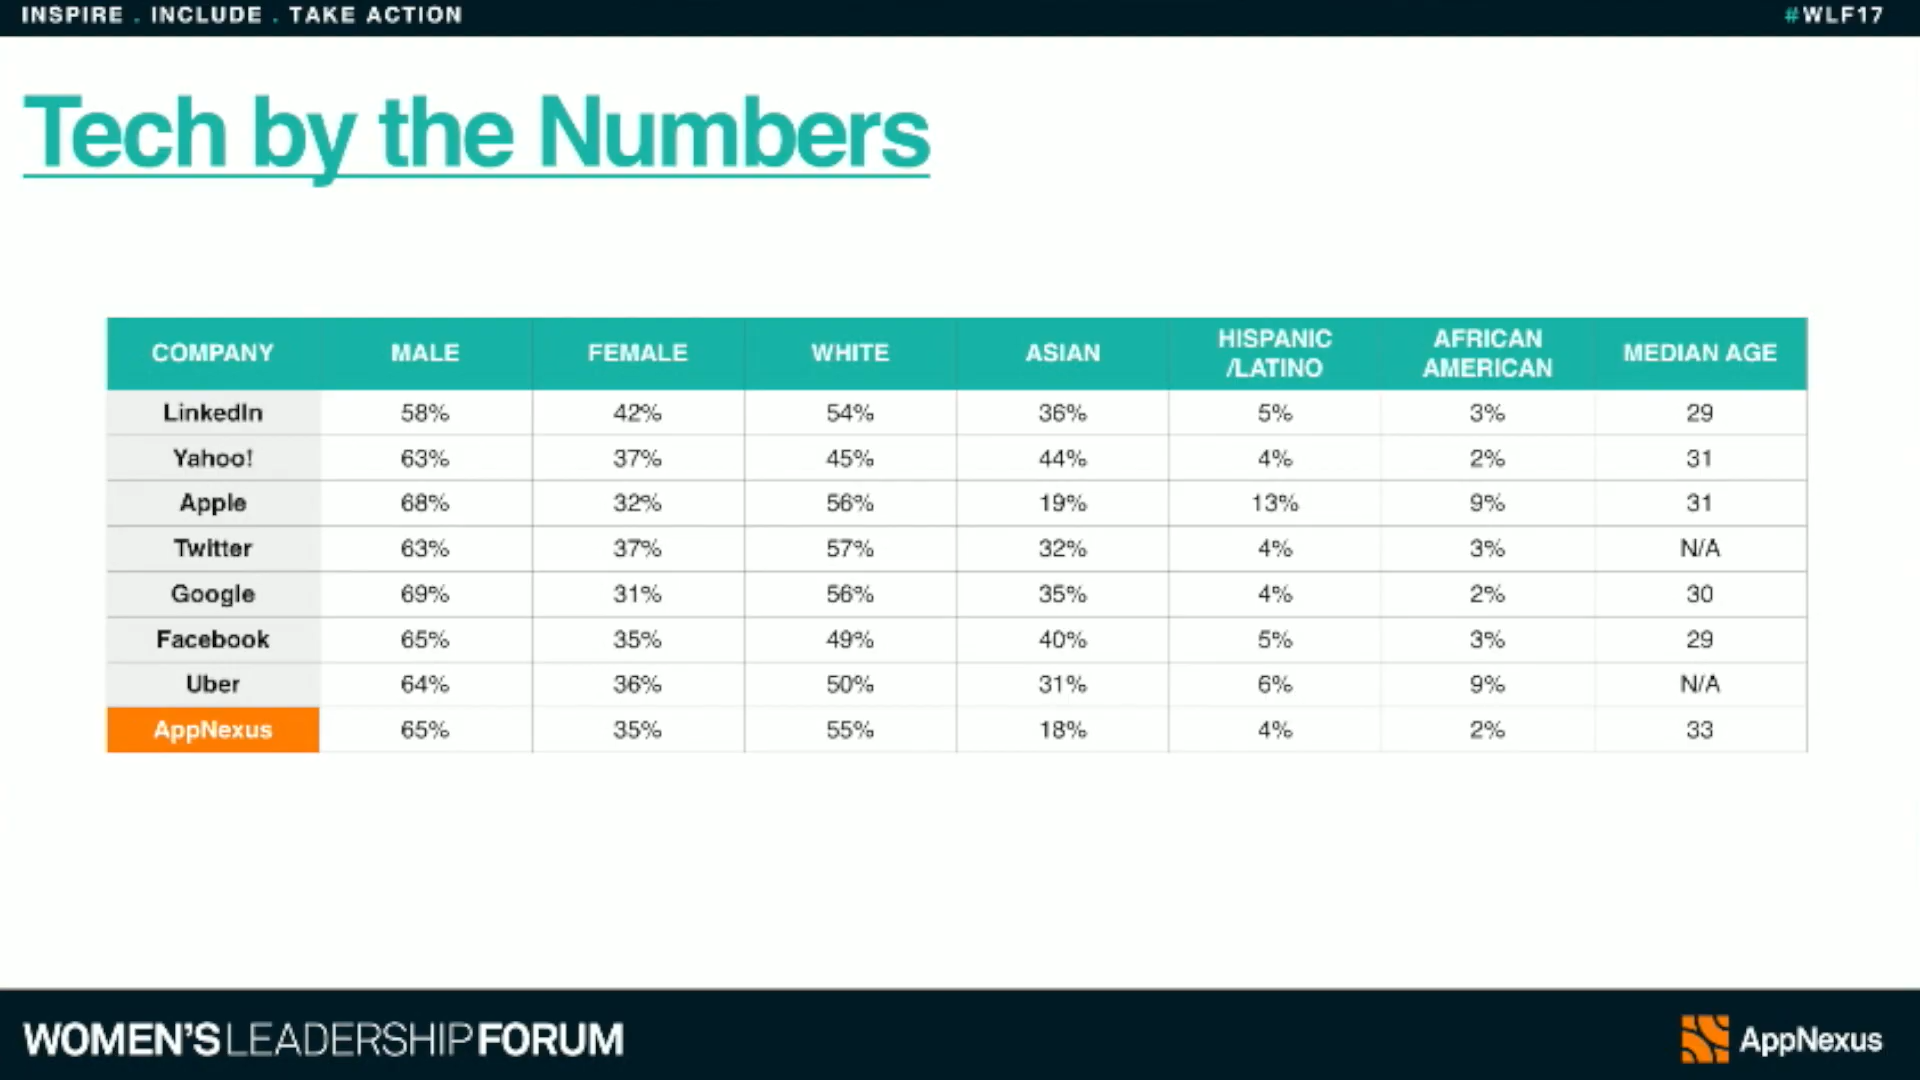 INSPIRE . INCLUDE . TAKE ACTION
#WLF17
Tech by the Numbers
COMPANY MALE FEMALE WHITE ASIAN HISPANIC /LATINO AFRICAN AMERICAN MEDIAN AGE
LinkedIn 58% 42% 54% 36% 5% 3% 29
Yahoo! 63% 37% 45% 44% 4% 2% 31
Apple 68% 32% 56% 19% 13% 9% 31
Twitter 63% 37% 57% 32% 4% 3% N/A
Google 69% 31% 56% 35% 4% 2% 30
Facebook 65% 35% 49% 40% 5% 3% 29
Uber 64% 36% 50% 31% 6% 9% N/A
AppNexus 65% 35% 55% 18% 4% 2% 33
WOMEN'S LEADERSHIP FORUM
AppNexus